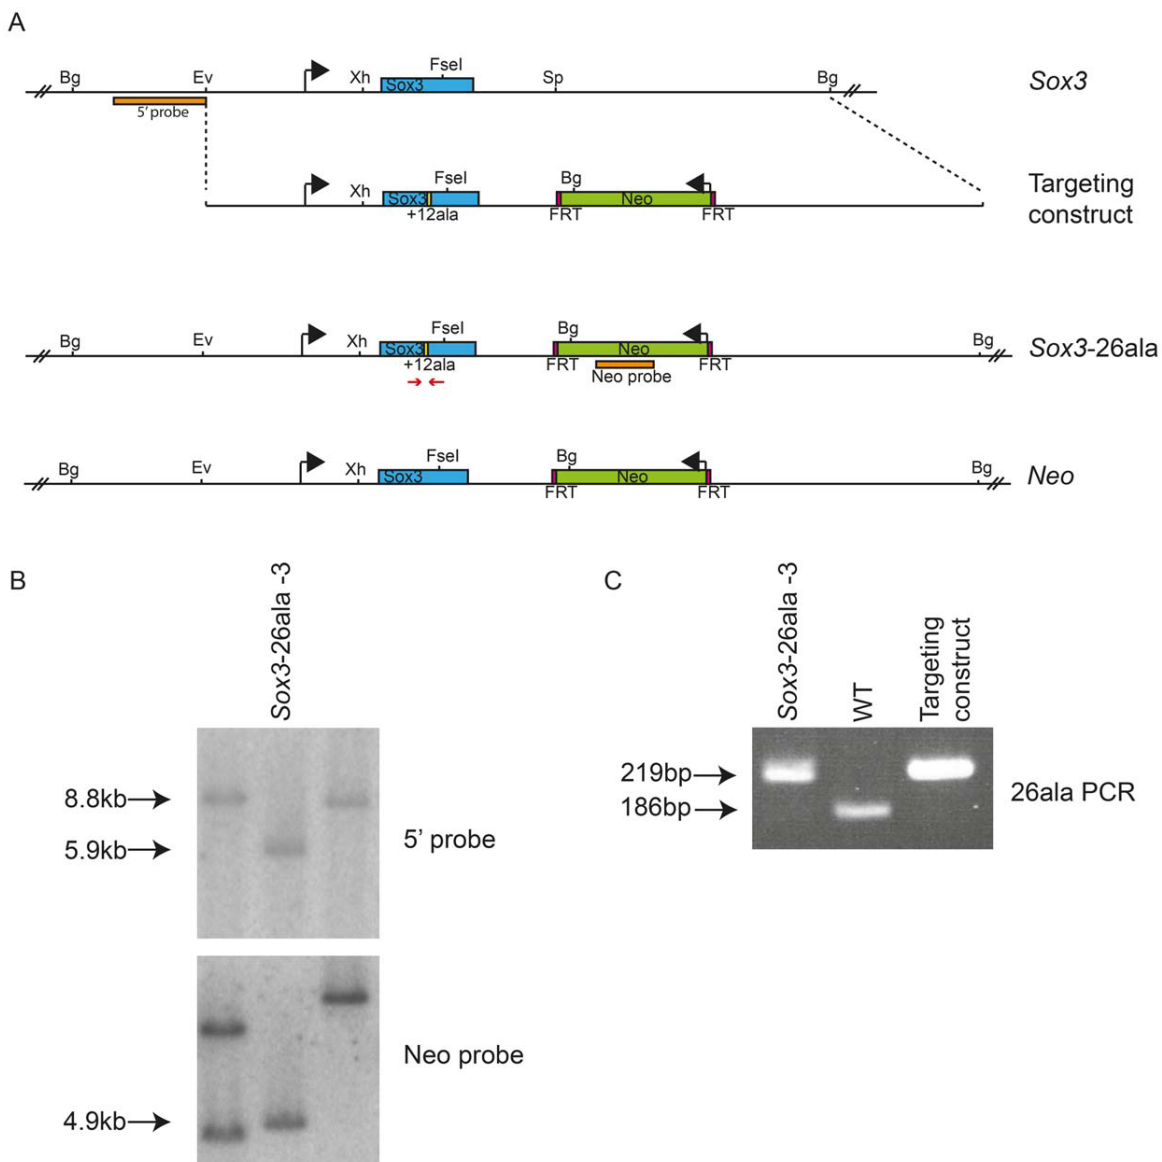 A
Bg Ev Xh FseI Sp Bg
Sox3
Sox3
5' probe
Xh FseI Bg
Sox3 Neo
+12ala FRT FRT
Targeting
construct
Bg Ev Xh FseI Bg Bg
Sox3 Neo
Sox3-26ala
+12ala FRT FRT
Neo probe
Bg Ev Xh FseI Bg Bg
Sox3 Neo
Neo
FRT FRT
B
Sox3-26ala -3
8.8kb
5.9kb
5' probe
Neo probe
4.9kb
C
Sox3-26ala -3
WT
Targeting
construct
219bp
186bp
26ala PCR